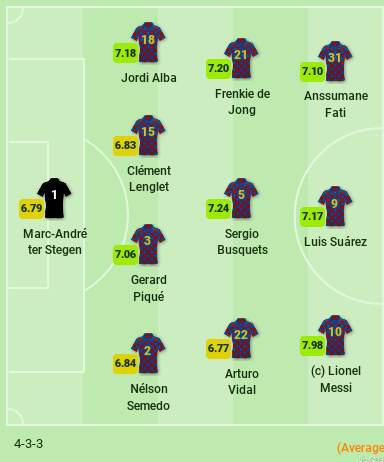 18
7.18
Jordi Alba
21
7.20
Frenkie de
Jong
31
7.10
Anssumane
Fati
15
6.83
Clément
Lenglet
1
6.79
Marc-André
ter Stegen
5
7.24
Sergio
Busquets
9
7.17
Luis Suárez
3
7.06
Gerard
Piqué
2
6.84
Nélson
Semedo
22
6.77
Arturo
Vidal
10
7.98
(c) Lionel
Messi
4-3-3
(Average